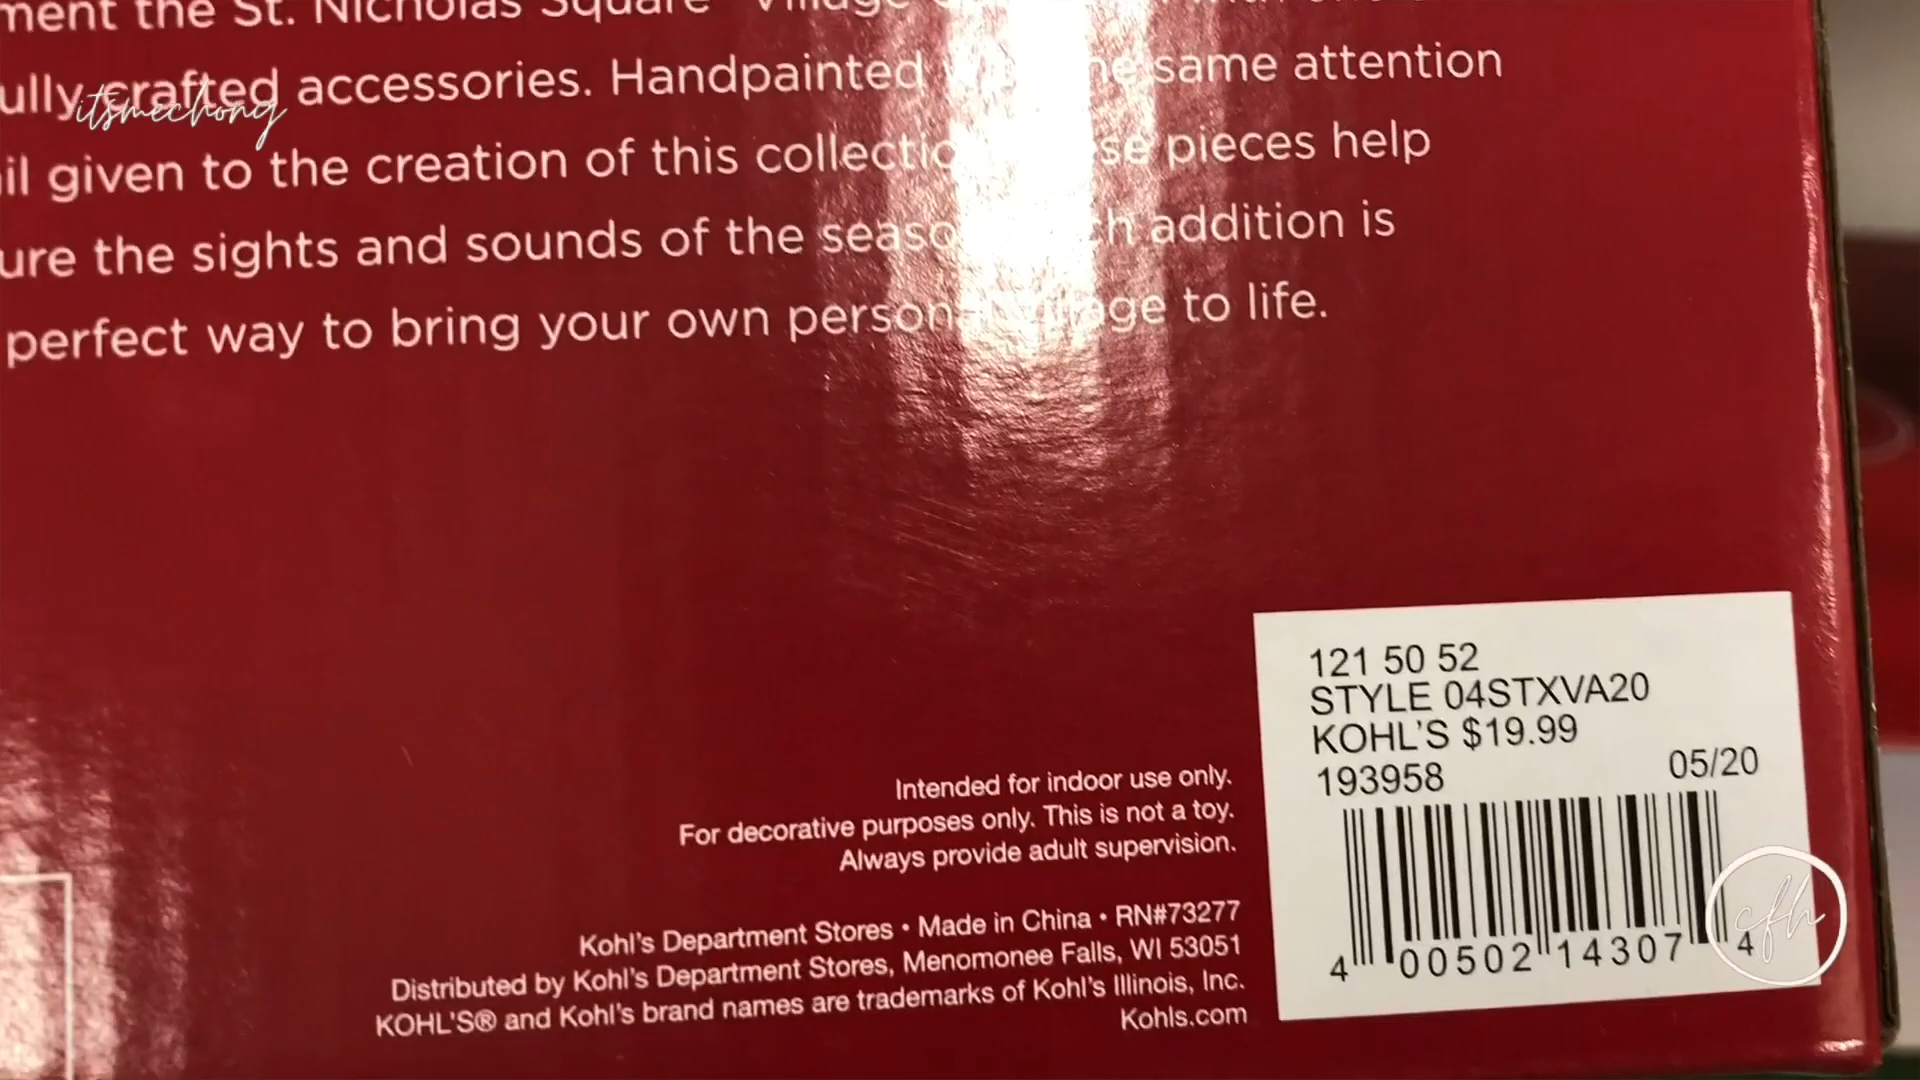 ment the St. Nicholas Square Village
ully crafted accessories. Handpainted same attention
il given to the creation of this pieces help
ure the sights and sounds of the addition is
perfect way to bring your own to life.
itsmechong
121 50 52
STYLE 04STXVA20
KOHL'S $19.99
193958 05/20
4 00502 14307 4
cfh
Intended for indoor use only.
For decorative purposes only. This is not a toy.
Always provide adult supervision.
Kohl's Department Stores • Made in China • RN#73277
Distributed by Kohl's Department Stores, Menomonee Falls, WI 53051
KOHL'S® and Kohl's brand names are trademarks of Kohl's Illinois, Inc.
Kohls.com